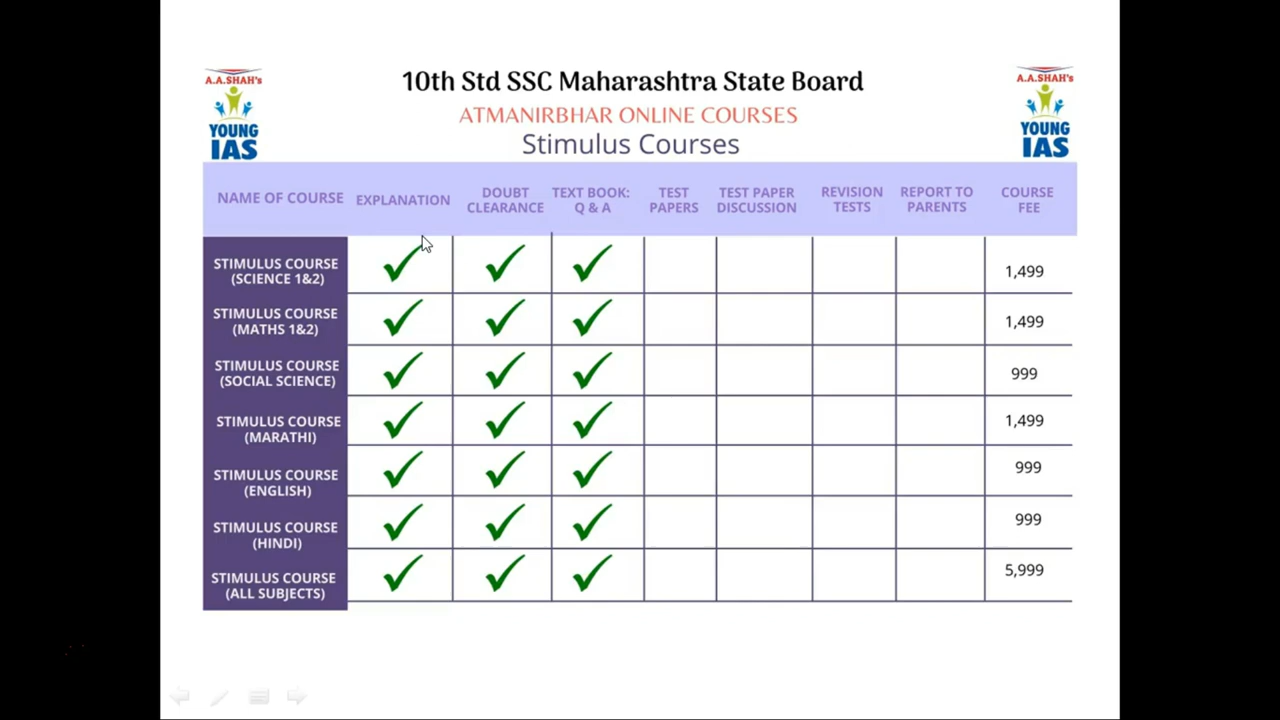 A.A.SHAH's
YOUNG
IAS
10th Std SSC Maharashtra State Board
ATMANIRBHAR ONLINE COURSES
Stimulus Courses
A.A.SHAH's
YOUNG
IAS
NAME OF COURSE EXPLANATION DOUBT CLEARANCE TEXT BOOK: Q & A TEST PAPERS TEST PAPER DISCUSSION REVISION TESTS REPORT TO PARENTS COURSE FEE
STIMULUS COURSE
(SCIENCE 1&2)
1,499
STIMULUS COURSE
(MATHS 1&2)
1,499
STIMULUS COURSE
(SOCIAL SCIENCE)
999
STIMULUS COURSE
(MARATHI)
1,499
STIMULUS COURSE
(ENGLISH)
999
STIMULUS COURSE
(HINDI)
999
STIMULUS COURSE
(ALL SUBJECTS)
5,999